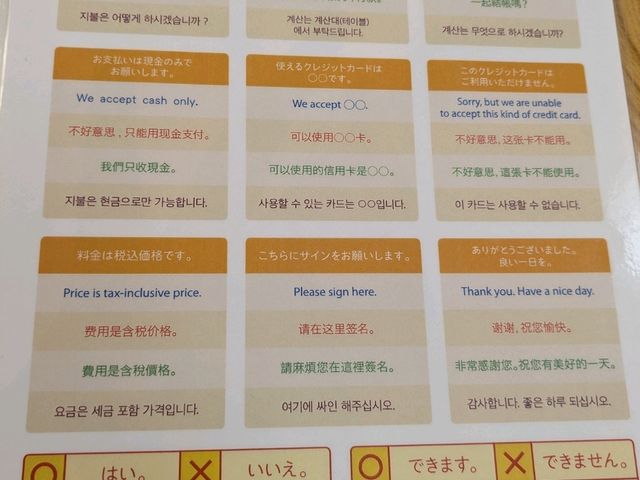 一起結帳嗎?
지불은 어떻게 하시겠습니까?
계산은 계산대(테이블)
에서 부탁드립니다.
계산은 무엇으로 하시겠습니까?
お支払いは現金のみで
お願いします。
We accept cash only.
不好意思，只能用现金支付。
我們只收現金。
지불은 현금으로만 가능합니다.
使えるクレジットカードは
○○です。
We accept ○○.
可以使用○○卡。
可以使用的信用卡是○○。
사용할 수 있는 카드는 ○○입니다.
このクレジットカードは
ご利用いただけません。
Sorry, but we are unable
to accept this kind of credit card.
不好意思，这张卡不能用。
不好意思，這張卡不能使用。
이 카드는 사용할 수 없습니다.
料金は税込価格です。
Price is tax-inclusive price.
费用是含税价格。
費用是含稅價格。
요금은 세금 포함 가격입니다.
こちらにサインをお願いします。
Please sign here.
请在这里签名。
請麻煩您在這裡簽名。
여기에 싸인 해주십시오.
ありがとうございました。
良い一日を。
Thank you. Have a nice day.
谢谢，祝您愉快。
非常感謝您。祝您有美好的一天。
감사합니다. 좋은 하루 되십시오.
○ はい。 × いいえ。
○ できます。 × できません。